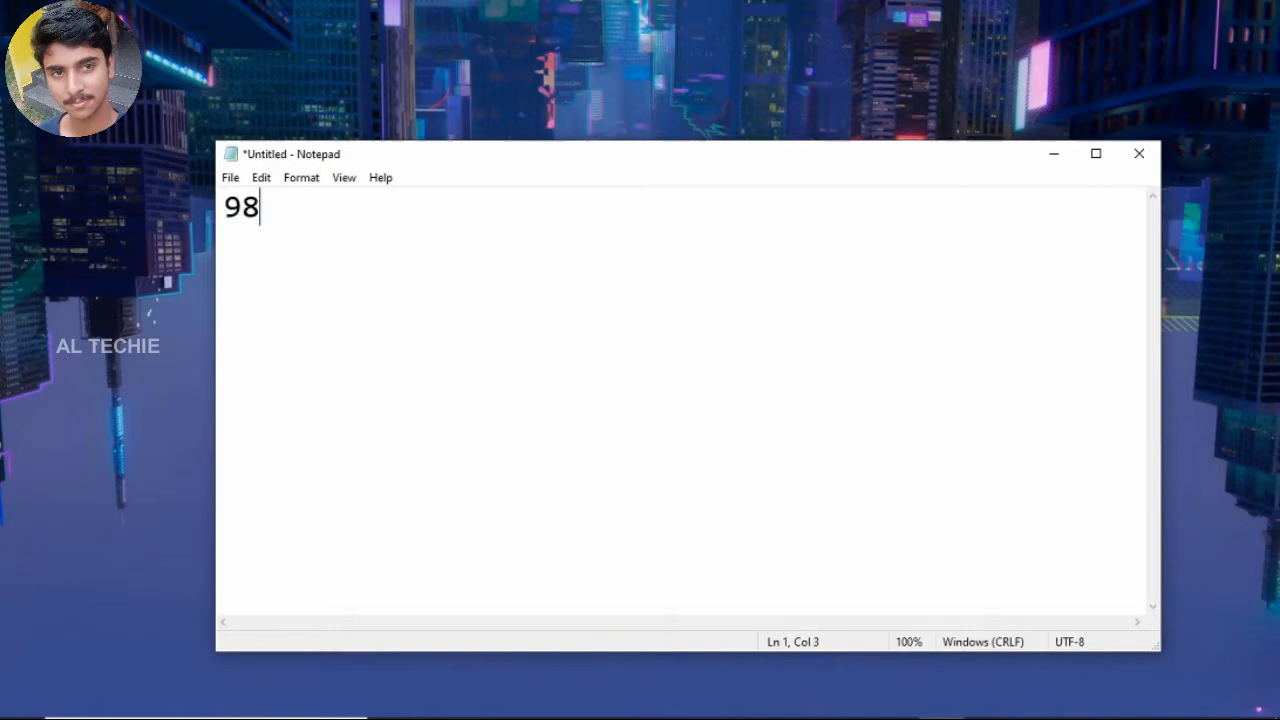 *Untitled - Notepad
File Edit Format View Help
98
AL TECHIE
Ln 1, Col 3 100% Windows (CRLF) UTF-8